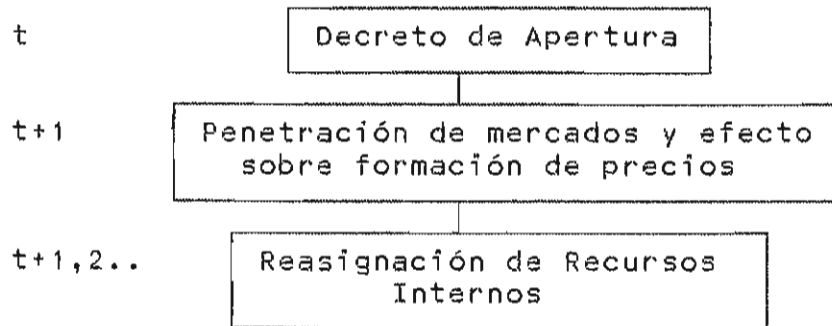 t Decreto de Apertura
t+1 Penetración de mercados y efecto
sobre formación de precios
t+1,2.. Reasignación de Recursos
Internos